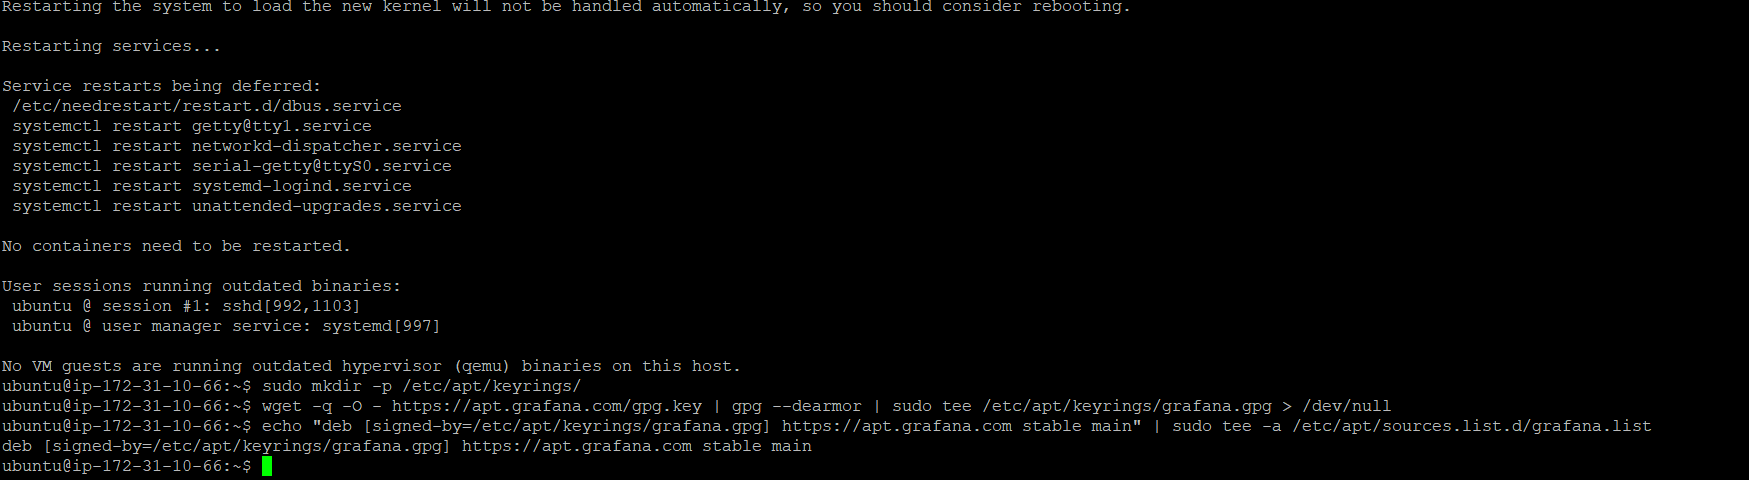 Restarting the system to load the new kernel will not be handled automatically, so you should consider rebooting.
Restarting services...
Service restarts being deferred:
/etc/needrestart/restart.d/dbus.service
systemctl restart getty@tty1.service
systemctl restart networkd-dispatcher.service
systemctl restart serial-getty@ttyS0.service
systemctl restart systemd-logind.service
systemctl restart unattended-upgrades.service
No containers need to be restarted.
User sessions running outdated binaries:
ubuntu @ session #1: sshd[992,1103]
ubuntu @ user manager service: systemd[997]
No VM guests are running outdated hypervisor (qemu) binaries on this host.
ubuntu@ip-172-31-10-66:~$ sudo mkdir -p /etc/apt/keyrings/
ubuntu@ip-172-31-10-66:~$ wget -q -O - https://apt.grafana.com/gpg.key | gpg --dearmor | sudo tee /etc/apt/keyrings/grafana.gpg > /dev/null
ubuntu@ip-172-31-10-66:~$ echo "deb [signed-by=/etc/apt/keyrings/grafana.gpg] https://apt.grafana.com stable main" | sudo tee -a /etc/apt/sources.list.d/grafana.list
deb [signed-by=/etc/apt/keyrings/grafana.gpg] https://apt.grafana.com stable main
ubuntu@ip-172-31-10-66:~$